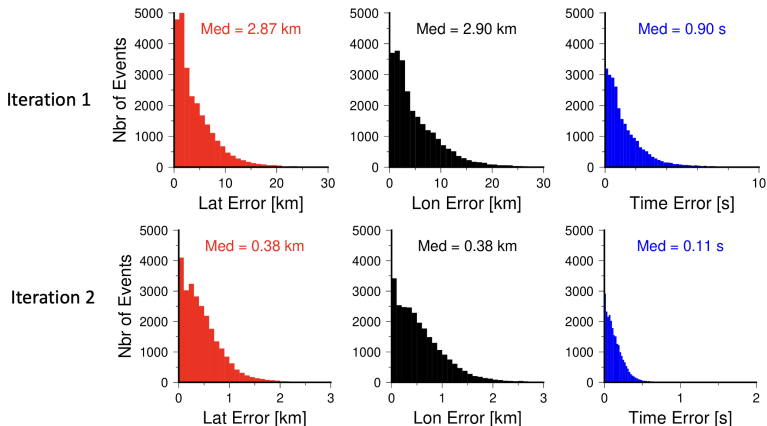 Iteration 1
Nbr of Events
5000
4000
3000
2000
1000
0
Med = 2.87 km
0 10 20 30
Lat Error [km]
5000
4000
3000
2000
1000
0
Med = 2.90 km
0 10 20 30
Lon Error [km]
5000
4000
3000
2000
1000
0
Med = 0.90 s
0 10
Time Error [s]
Iteration 2
Nbr of Events
5000
4000
3000
2000
1000
0
Med = 0.38 km
0 1 2 3
Lat Error [km]
5000
4000
3000
2000
1000
0
Med = 0.38 km
0 1 2 3
Lon Error [km]
5000
4000
3000
2000
1000
0
Med = 0.11 s
0 1 2
Time Error [s]